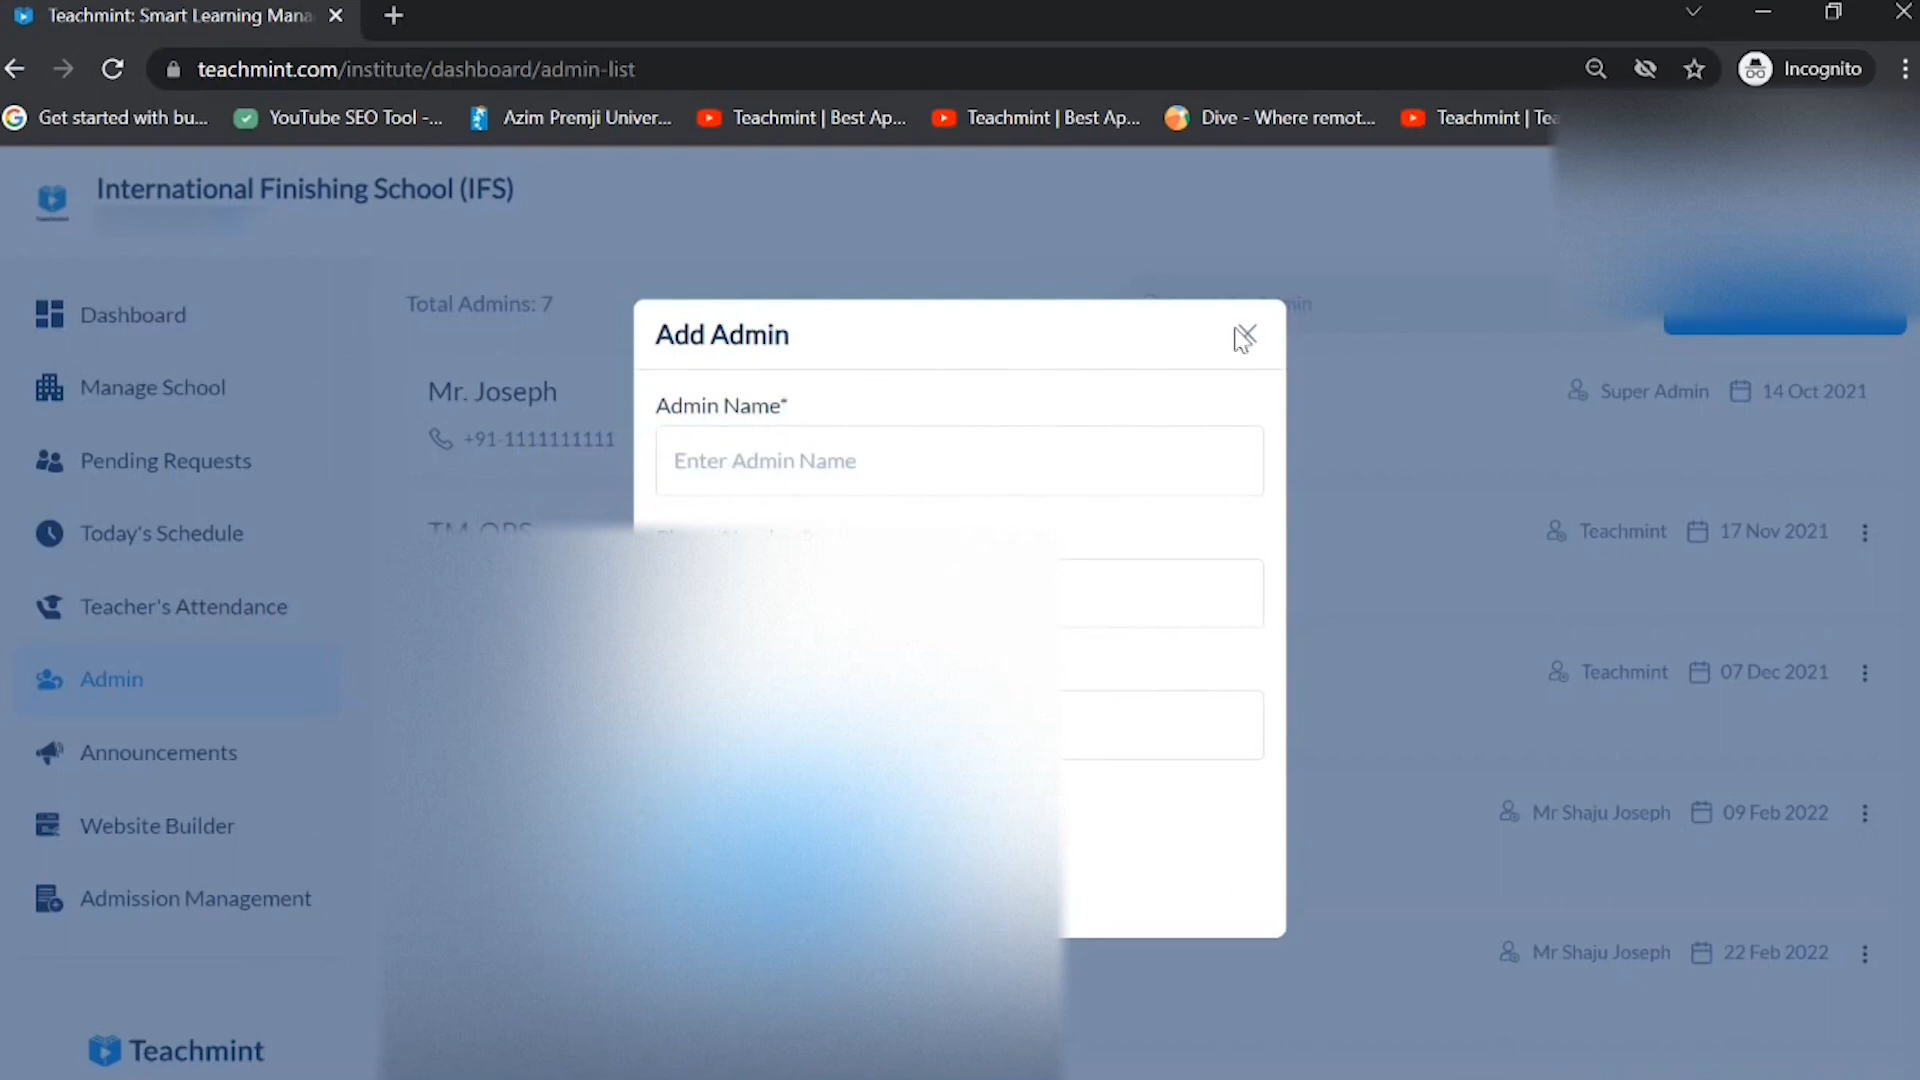 Teachmint: Smart Learning Mana
teachmint.com/institute/dashboard/admin-list
Incognito
Get started with bu...
YouTube SEO Tool -...
Azim Premji Univer...
Teachmint | Best Ap...
Teachmint | Best Ap...
Dive - Where remot...
Teachmint | Tea
International Finishing School (IFS)
Dashboard
Manage School
Pending Requests
Today's Schedule
Teacher's Attendance
Admin
Announcements
Website Builder
Admission Management
Teachmint
Total Admins: 7
Mr. Joseph
+91-1111111111
Super Admin 14 Oct 2021
Teachmint 17 Nov 2021
Teachmint 07 Dec 2021
Mr Shaju Joseph 09 Feb 2022
Mr Shaju Joseph 22 Feb 2022
Add Admin
Admin Name*
Enter Admin Name